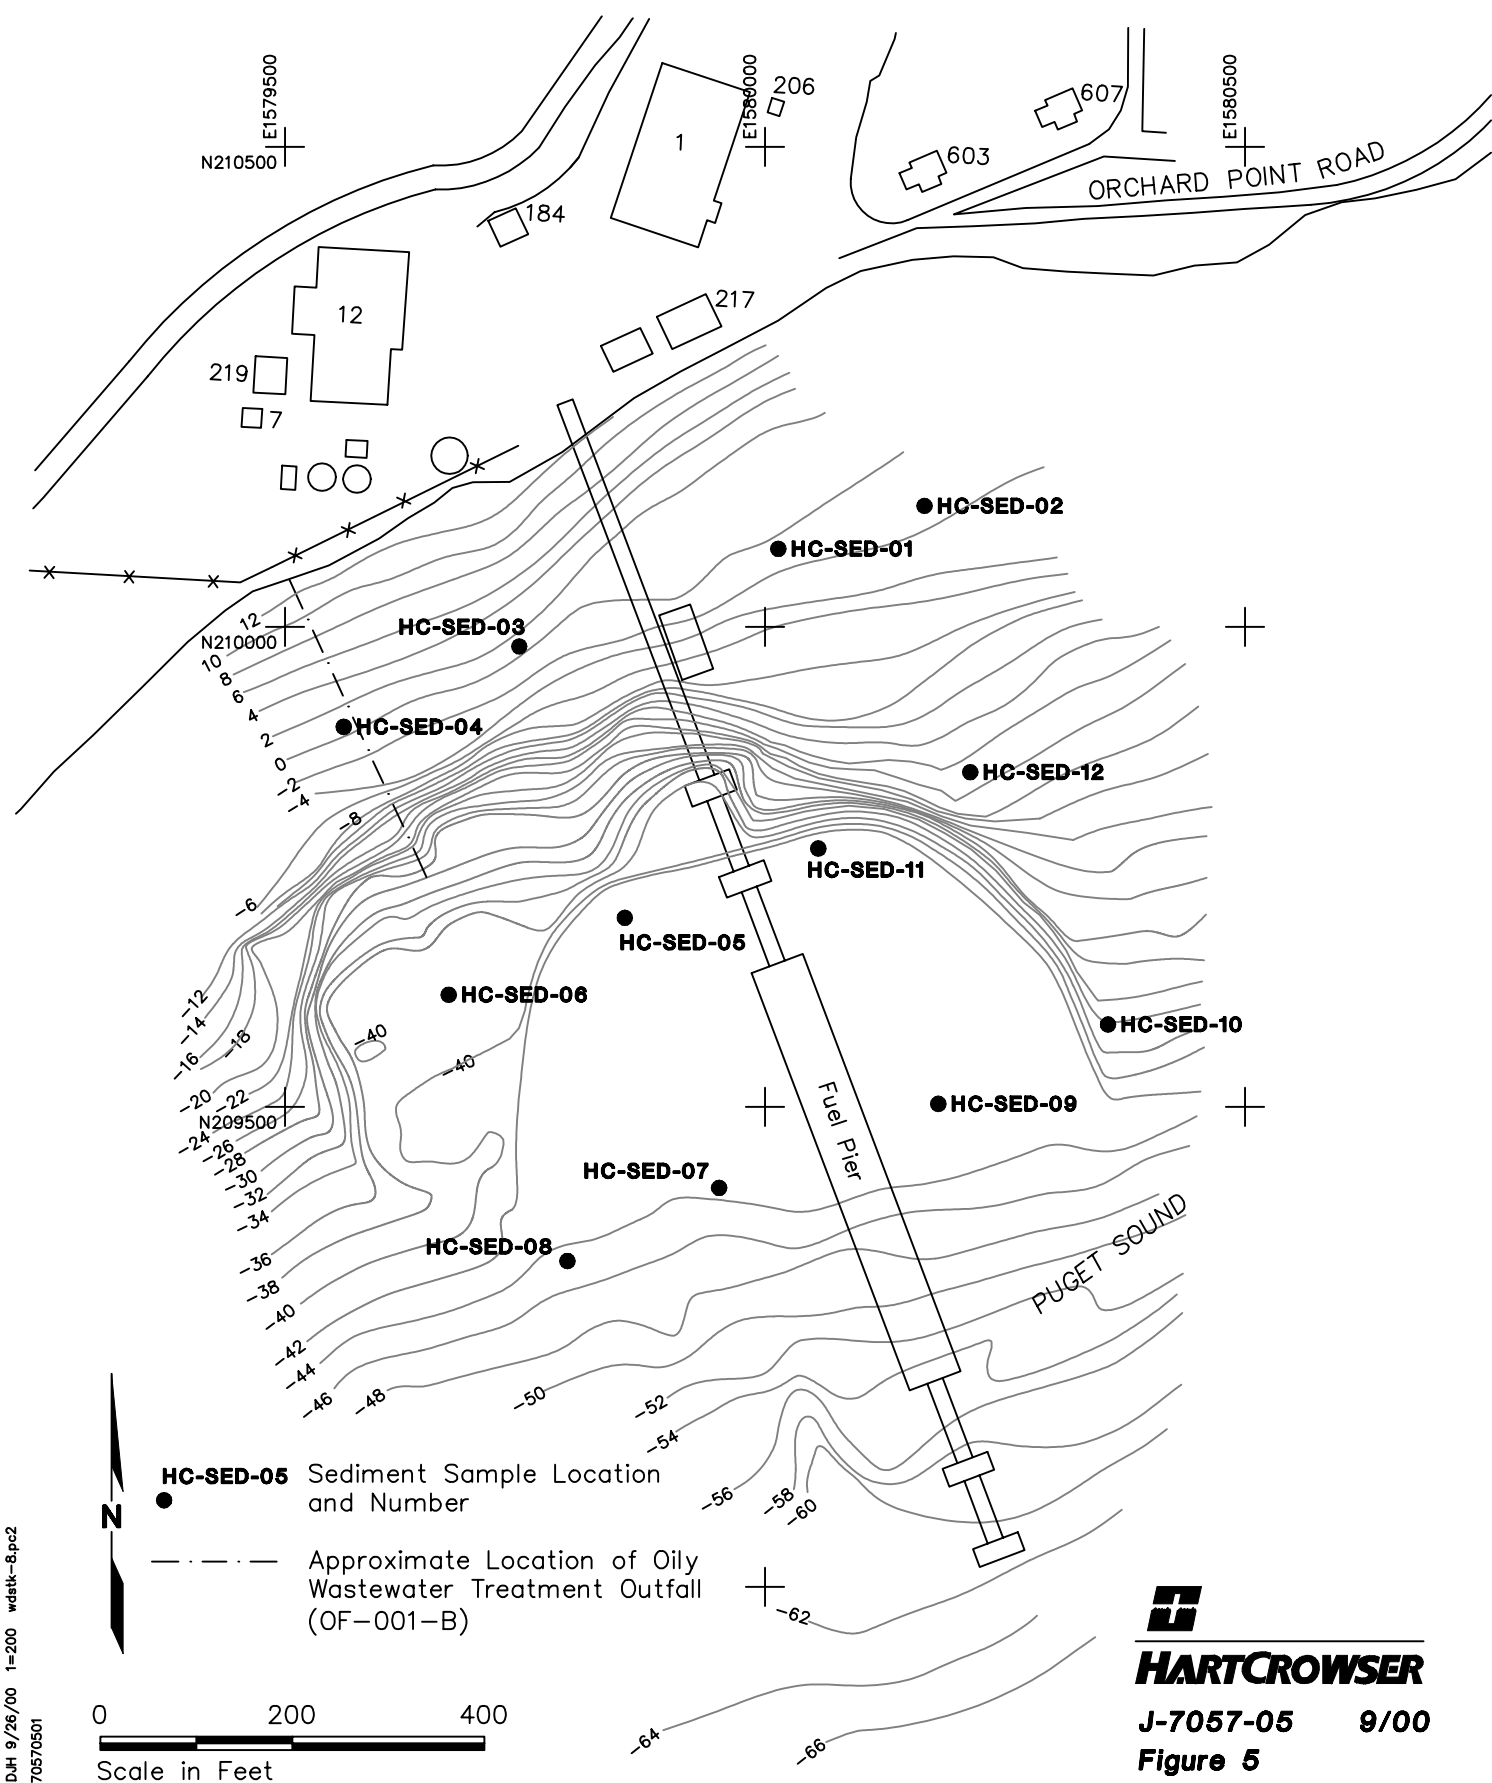 E1579500
E1580000
E1580500
206
607
1
N210500
603
ORCHARD POINT ROAD
184
217
12
219
7
HC-SED-02
HC-SED-01
12
HC-SED-03
N210000
10
8
6
4
HC-SED-04
2
0
-2
-4
HC-SED-12
-8
HC-SED-11
-6
HC-SED-05
HC-SED-06
-12
-14
-18
-40
HC-SED-10
-16
-40
-20
-22
Fuel Pier
HC-SED-09
N209500
-24
-26
-28
-30
HC-SED-07
-32
-34
PUGET SOUND
HC-SED-08
-36
-38
-40
-42
-44
-46
-48
-50
-52
-54
-56
-58
-60
-62
-64
-66
N
HC-SED-05
Sediment Sample Location
and Number
Approximate Location of Oily
Wastewater Treatment Outfall
(OF-001-B)
0 200 400
Scale in Feet
DJH 9/26/00 1=200 wdstk-8.pc2
70570501
HARTCROWSER
J-7057-05 9/00
Figure 5